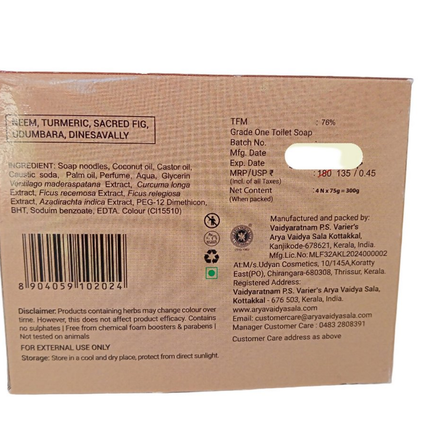 NEEM, TURMERIC, SACRED FIG,
UDUMBARA, DINESAVALLY
INGREDIENT: Soap noodles, Coconut oil, Castor oil,
Caustic soda, Palm oil, Perfume, Aqua, Glycerin
Ventilago maderaspatana Extract, Curcuma longa
Extract, Ficus recemosa Extract, Ficus relegiosa
Extract, Azadirachta indica Extract, PEG-12 Dimethicon,
BHT, Soduim benzoate, EDTA. Colour (CI15510)
8 904059 102024
Disclaimer: Products containing herbs may change colour over
time. However, this does not affect product efficacy. Contains
no sulphates | Free from chemical foam boosters & parabens |
Not tested on animals
FOR EXTERNAL USE ONLY
Storage: Store in a cool and dry place, protect from direct sunlight.
TFM : 76%
Grade One Toilet Soap
Batch No.
Mfg. Date
Exp. Date
MRP/USP ₹ : 180 135 / 0.45
(Incl. of all Taxes)
Net Content : 4 N x 75g = 300g
(When packed)
Manufactured and packed by:
Vaidyaratnam P.S. Varier's
Arya Vaidya Sala Kottakkal,
Kanjikode-678621, Kerala, India.
Mfg.Lic.No.MLF32AKL2024000002
At:M/s.Udyan Cosmetics, 10/145A,Koratty
East(PO), Chirangara-680308, Thrissur, Kerala.
Registered Address:
Vaidyaratnam P.S. Varier's Arya Vaidya Sala,
Kottakkal - 676 503, Kerala, India.
www.aryavaidyasala.com
Email: customercare@aryavaidyasala.com
Manager Customer Care : 0483 2808391
Customer Care address as above